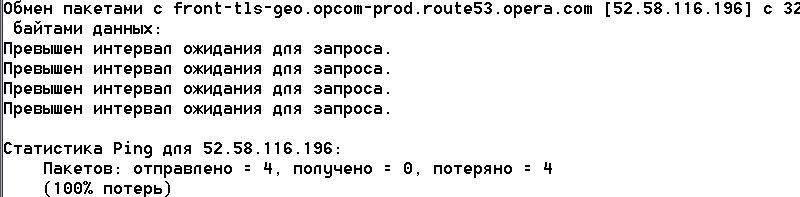 Обмен пакетами с front-tls-geo.opcom-prod.route53.opera.com [52.58.116.196] с 32
байтами данных:
Превышен интервал ожидания для запроса.
Превышен интервал ожидания для запроса.
Превышен интервал ожидания для запроса.
Превышен интервал ожидания для запроса.
Статистика Ping для 52.58.116.196:
Пакетов: отправлено = 4, получено = 0, потеряно = 4
(100% потерь)